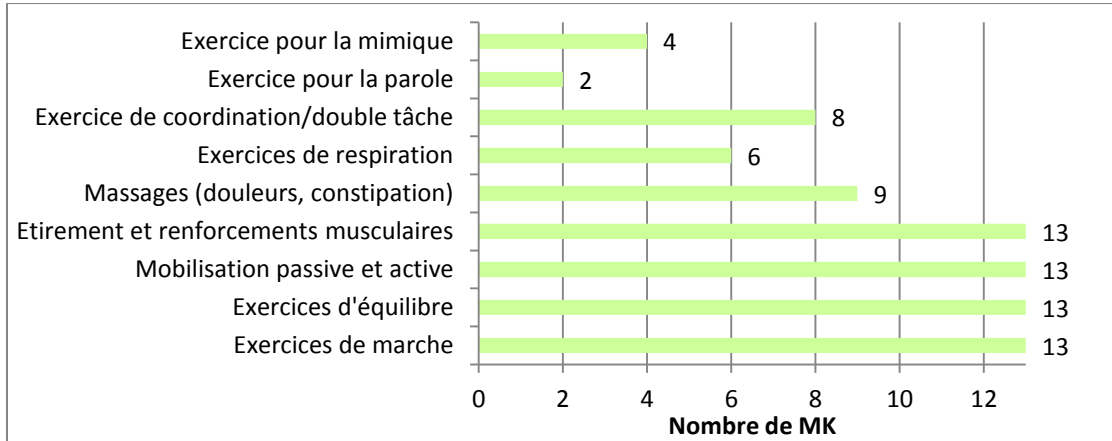 Exercice pour la mimique 4
Exercice pour la parole 2
Exercice de coordination/double tâche 8
Exercices de respiration 6
Massages (douleurs, constipation) 9
Etirement et renforcements musculaires 13
Mobilisation passive et active 13
Exercices d'équilibre 13
Exercices de marche 13
0 2 4 6 8 10 12
Nombre de MK